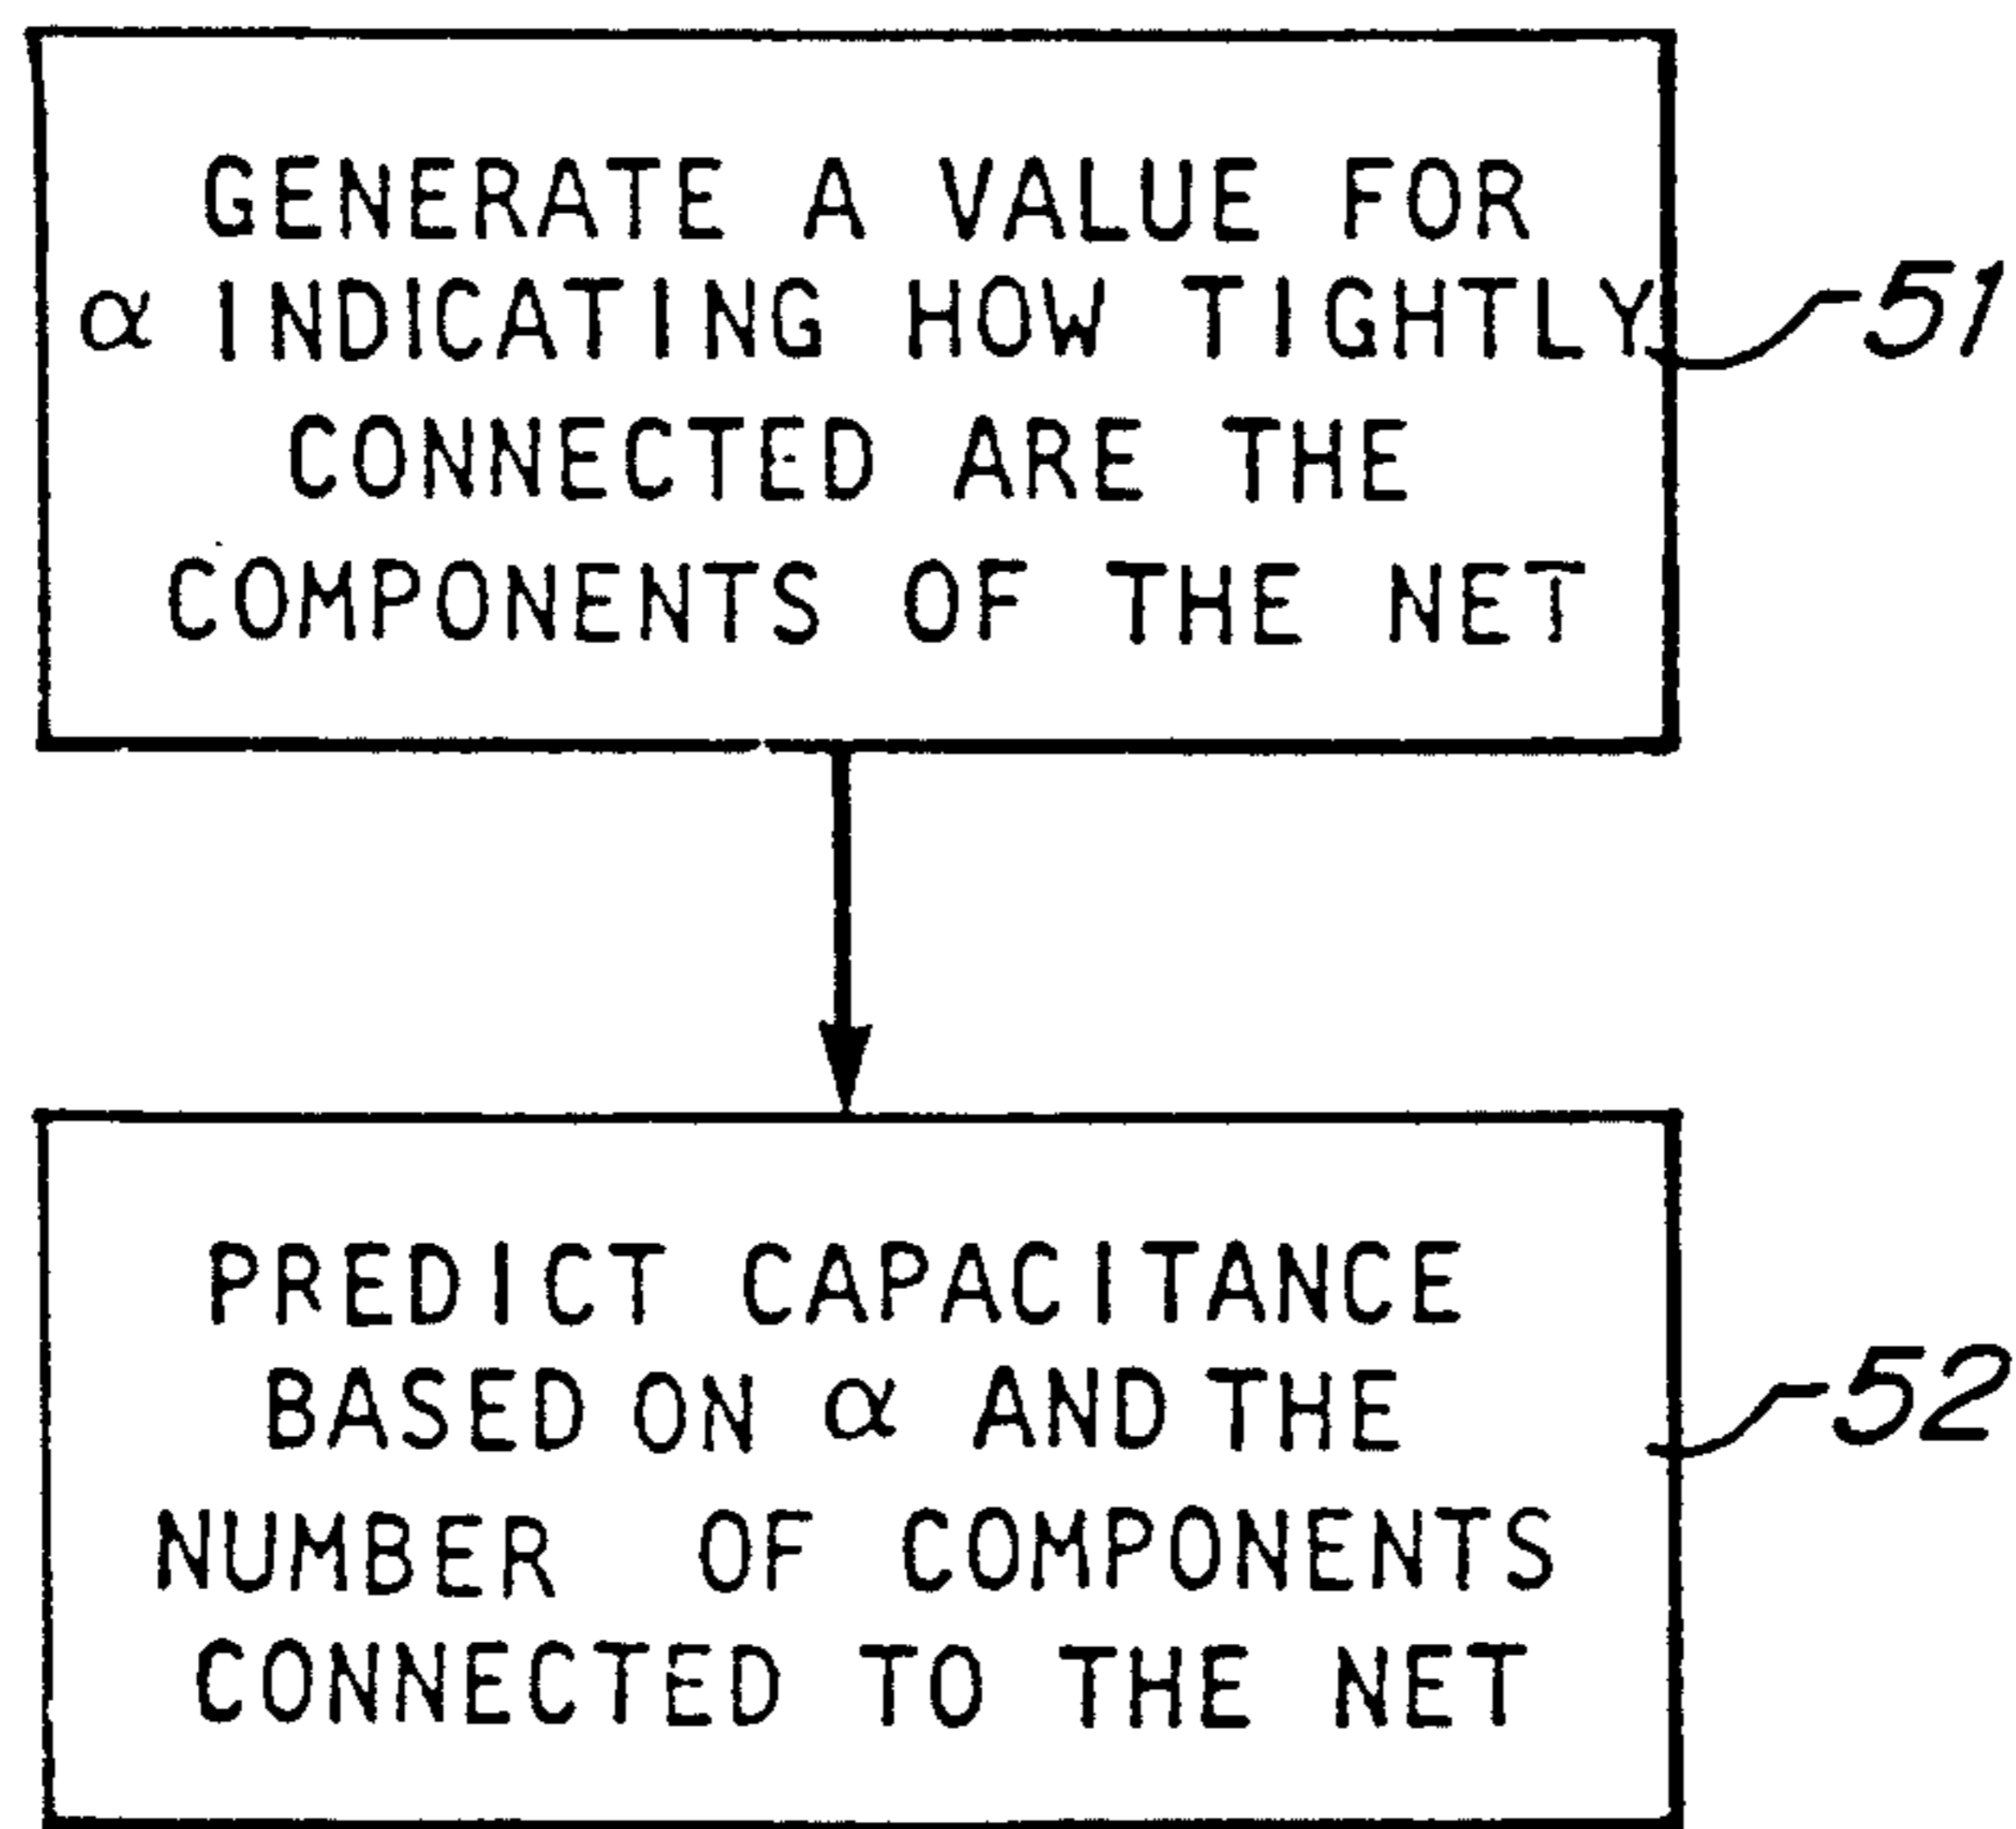 GENERATE A VALUE FOR
α INDICATING HOW TIGHTLY
CONNECTED ARE THE
COMPONENTS OF THE NET
51
PREDICT CAPACITANCE
BASED ON α AND THE
NUMBER OF COMPONENTS
CONNECTED TO THE NET
52